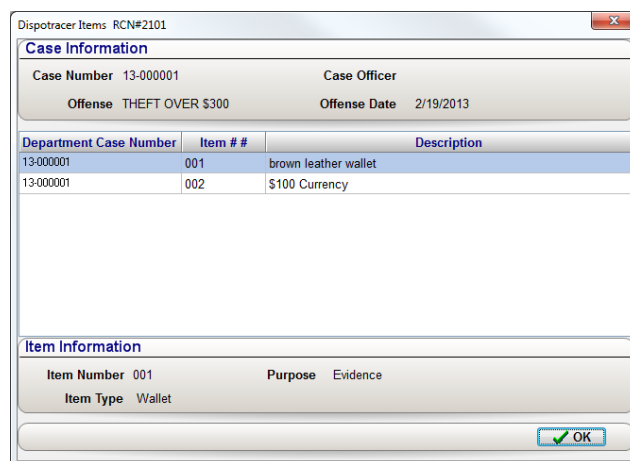 Dispotracer Items RCN#2101
x
Case Information
Case Number 13-000001 Case Officer
Offense THEFT OVER $300 Offense Date 2/19/2013
Department Case Number Item # # Description
13-000001 001 brown leather wallet
13-000001 002 $100 Currency
Item Information
Item Number 001 Purpose Evidence
Item Type Wallet
OK